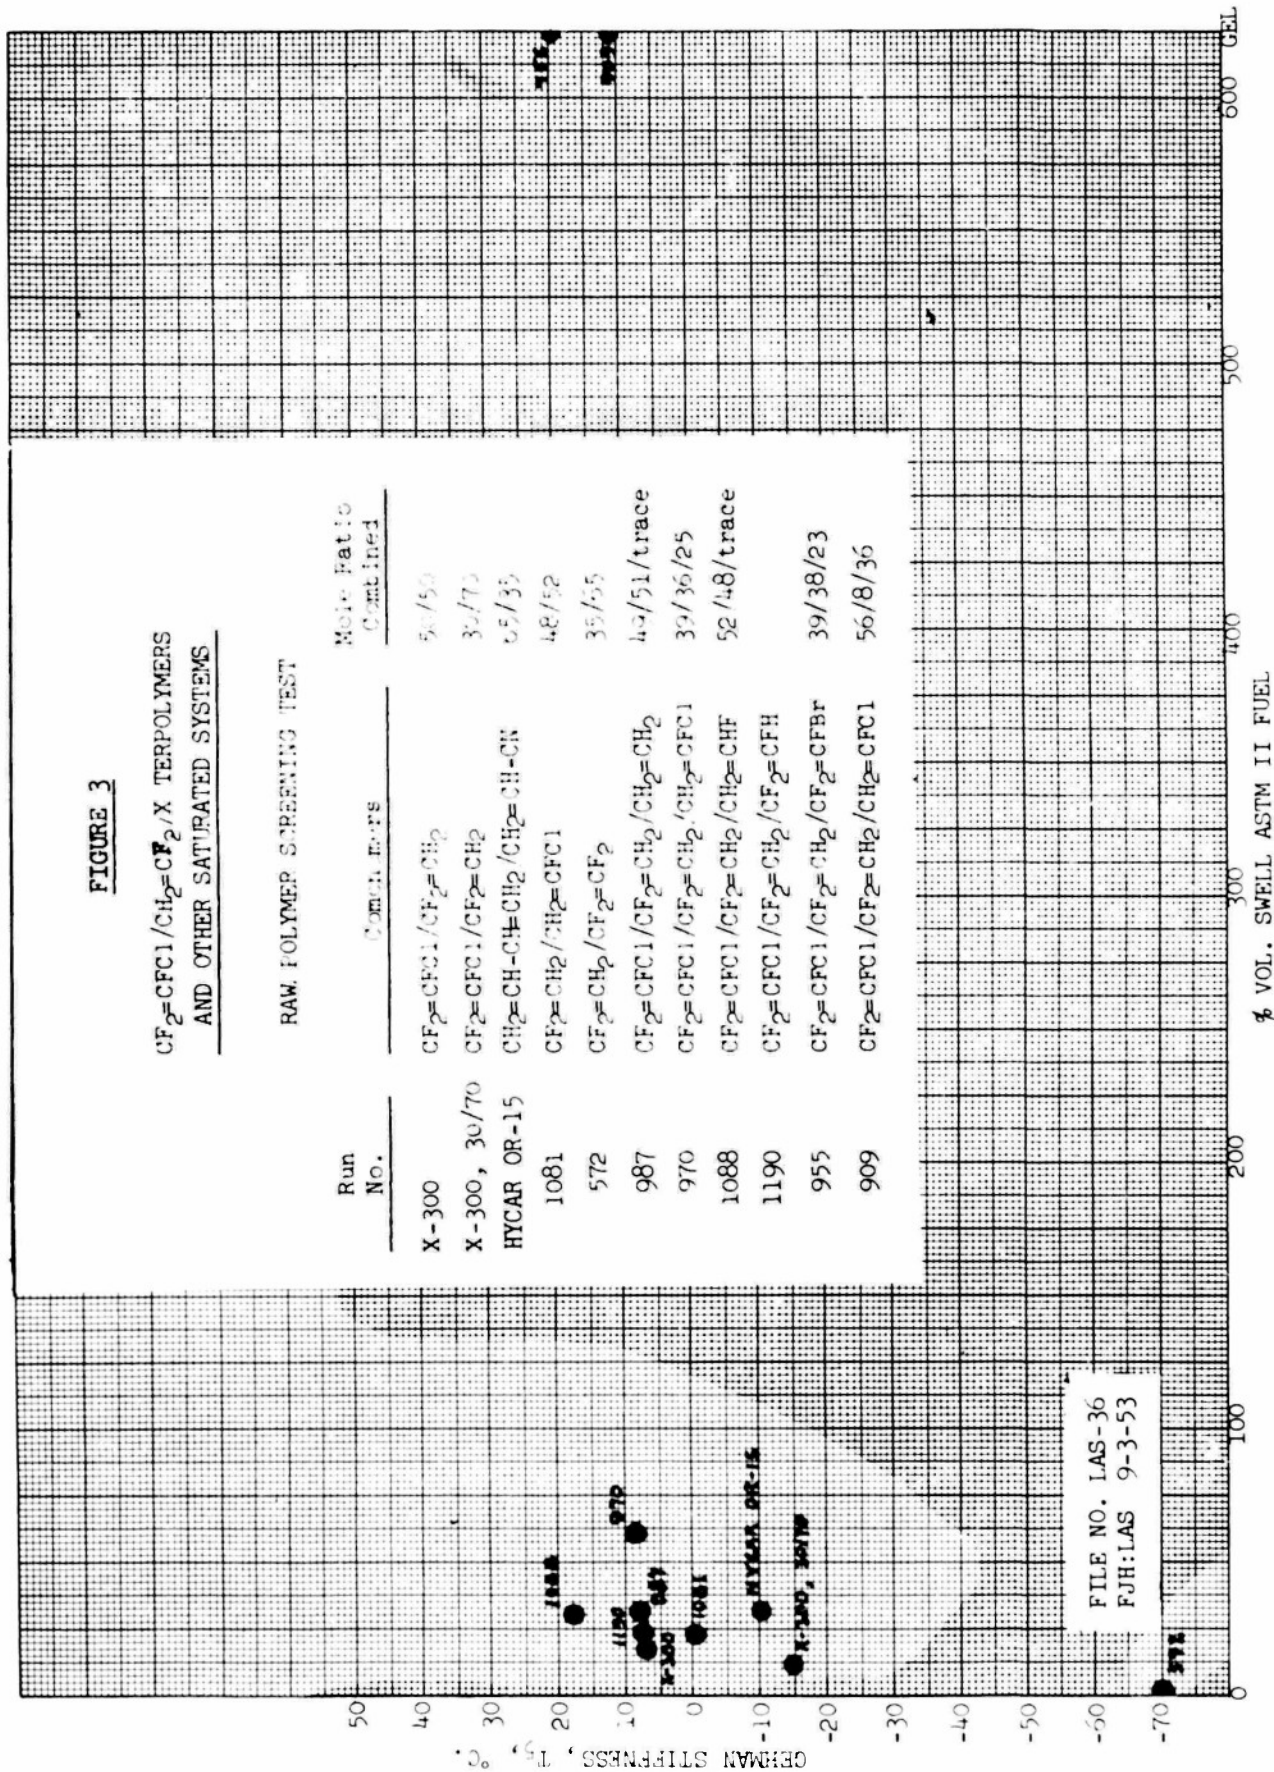 FIGURE 3
CF2=CFCl/CH2=CF2/X TERPOLYMERS
AND OTHER SATURATED SYSTEMS
RAW POLYMER SCREENING TEST
Run No. Comonomers Mole Ratio Combined
X-300 CF2=CFCl/CF2=CH2 50/50
X-300, 30/70 CF2=CFCl/CF2=CH2 30/70
HYCAR OR-15 CH2=CH-CH=CH2/CH2=CH-CN 65/35
1081 CF2=CH2/CH2=CFCl 48/52
572 CF2=CH2/CF2=CF2
987 CF2=CFCl/CF2=CH2/CH2=CH2 49/51/trace
970 CF2=CFCl/CF2=CH2/CH2=CFCl 39/36/25
1088 CF2=CFCl/CF2=CH2/CH2=CHF 52/48/trace
1190 CF2=CFCl/CF2=CH2/CF2=CFH
955 CF2=CFCl/CF2=CH2/CF2=CFBr 39/38/23
909 CF2=CFCl/CF2=CH2/CH2=CFCl 56/8/36
GEHMAN STIFFNESS, T5, °C.
50
40
30
20
10
0
-10
-20
-30
-40
-50
-60
-70
955
909
1088
970
1190
987
X-300
1081
HYCAR OR-15
X-300, 30/70
572
FILE NO. LAS-36
FJH:LAS 9-3-53
0 100 200 300 400 500 600 GEL
% VOL. SWELL ASTM II FUEL